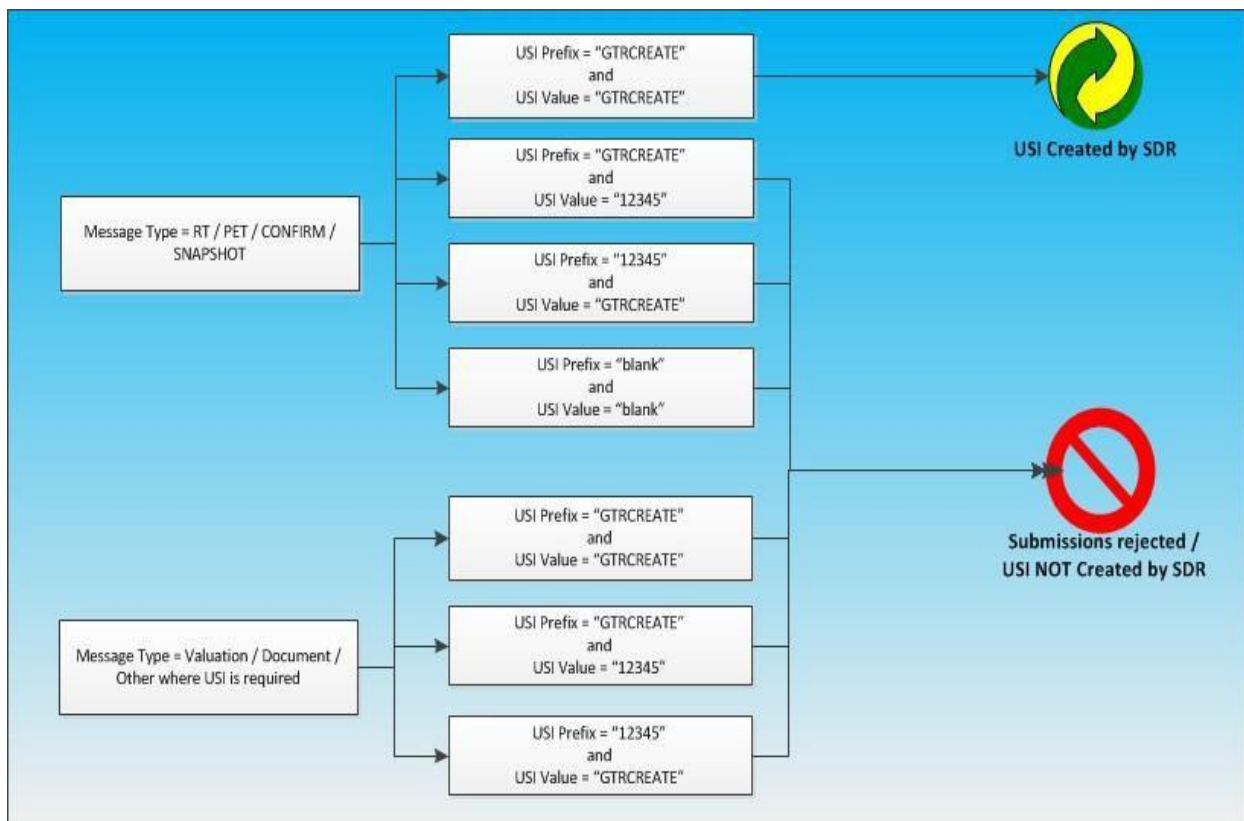 USI Prefix = "GTRCREATE"
and
USI Value = "GTRCREATE"
USI Created by SDR
USI Prefix = "GTRCREATE"
and
USI Value = "12345"
Message Type = RT / PET / CONFIRM /
SNAPSHOT
USI Prefix = "12345"
and
USI Value = "GTRCREATE"
USI Prefix = "blank"
and
USI Value = "blank"
USI Prefix = "GTRCREATE"
and
USI Value = "GTRCREATE"
Submissions rejected /
USI NOT Created by SDR
Message Type = Valuation / Document /
Other where USI is required
USI Prefix = "GTRCREATE"
and
USI Value = "12345"
USI Prefix = "12345"
and
USI Value = "GTRCREATE"